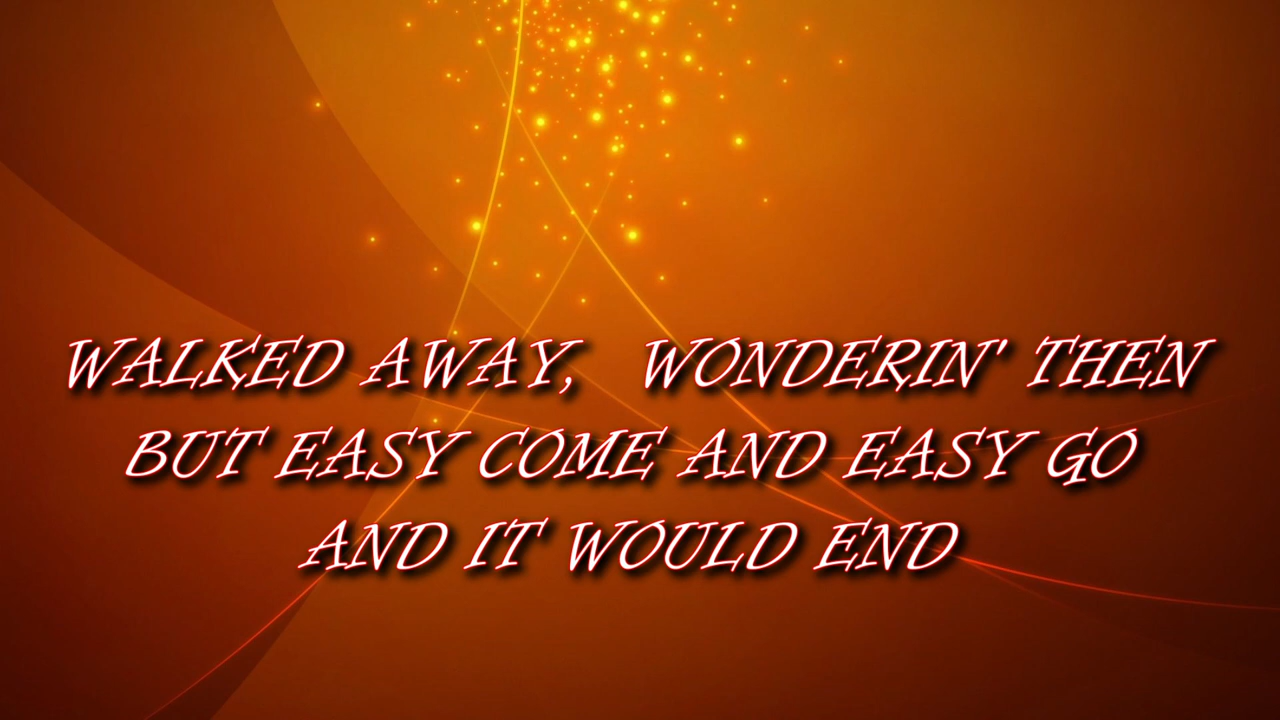 WALKED AWAY, WONDERIN' THEN
BUT EASY COME AND EASY GO
AND IT WOULD END